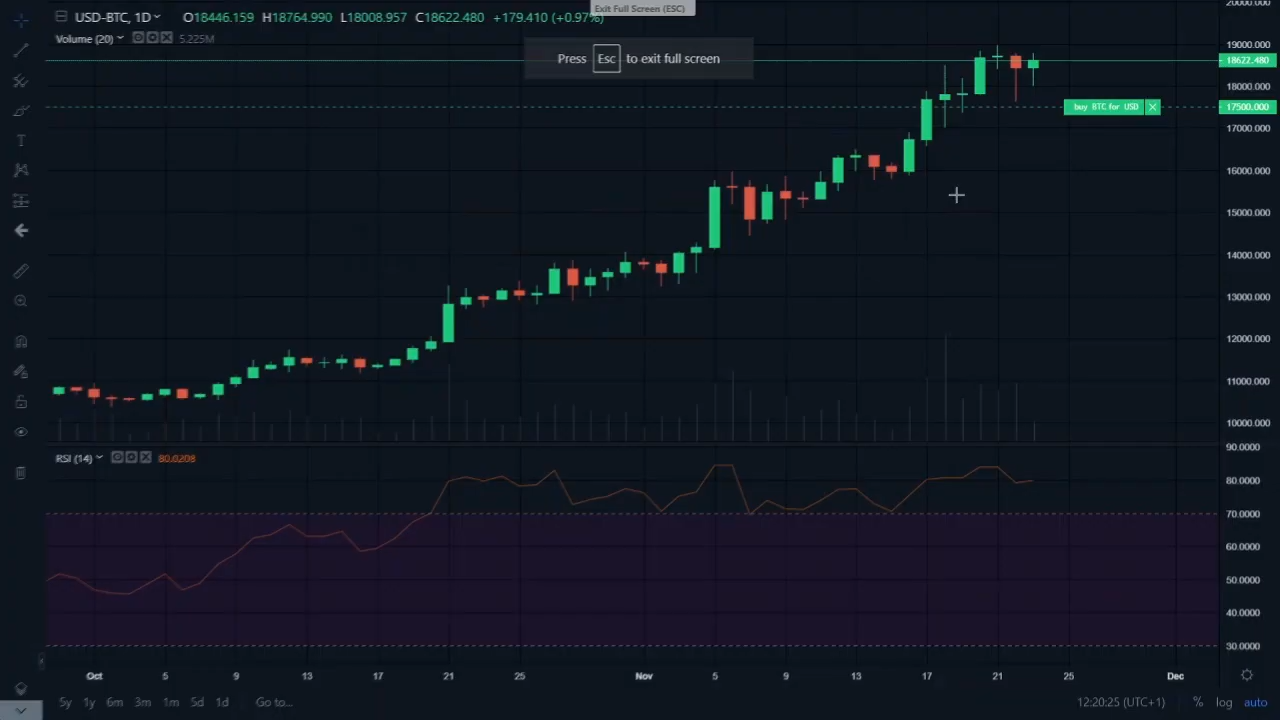 Exit Full Screen (ESC)
USD-BTC, 1D O18446.159 H18764.990 L18008.957 C18622.480 +179.410 (+0.97%)
Volume (20) 5.225M
Press Esc to exit full screen
20000.000
19000.000
18622.480
18000.000
buy BTC for USD
17500.000
17000.000
16000.000
15000.000
14000.000
13000.000
12000.000
11000.000
10000.000
RSI (14) 80.0208
90.0000
80.0000
70.0000
60.0000
50.0000
40.0000
30.0000
Oct 5 9 13 17 21 25 Nov 5 9 13 17 21 25 Dec
5y 1y 6m 3m 1m 5d 1d Go to... 12:20:25 (UTC+1) % log auto